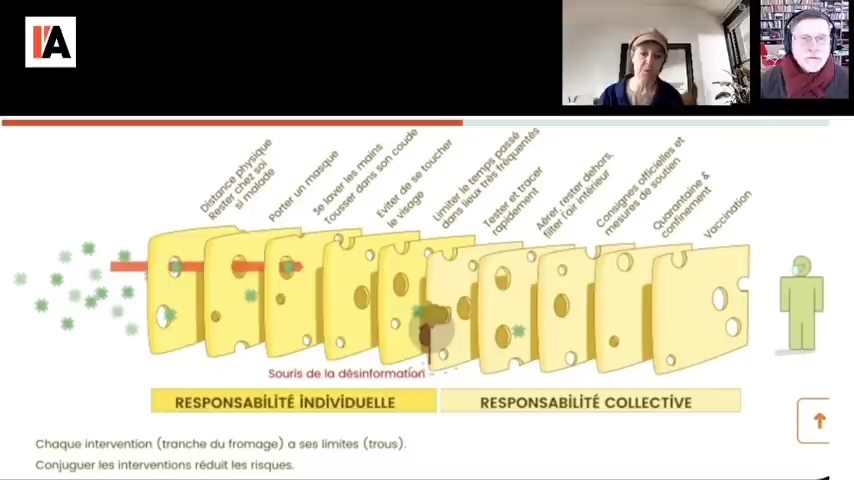 I'A
Distance physique
Rester chez soi
si malade
Porter un masque
Se laver les mains
Tousser dans son coude
Eviter de se toucher
le visage
Limiter le temps passé
dans lieux très fréquentés
Tester et tracer
rapidement
Aérer, rester dehors,
filter l'air intérieur
Consignes officielles et
mesures de soutien
Quarantaine &
confinement
Vaccination
Souris de la désinformation
RESPONSABILITÉ INDIVIDUELLE
RESPONSABILITÉ COLLECTIVE
Chaque intervention (tranche du fromage) a ses limites (trous).
Conjuguer les interventions réduit les risques.